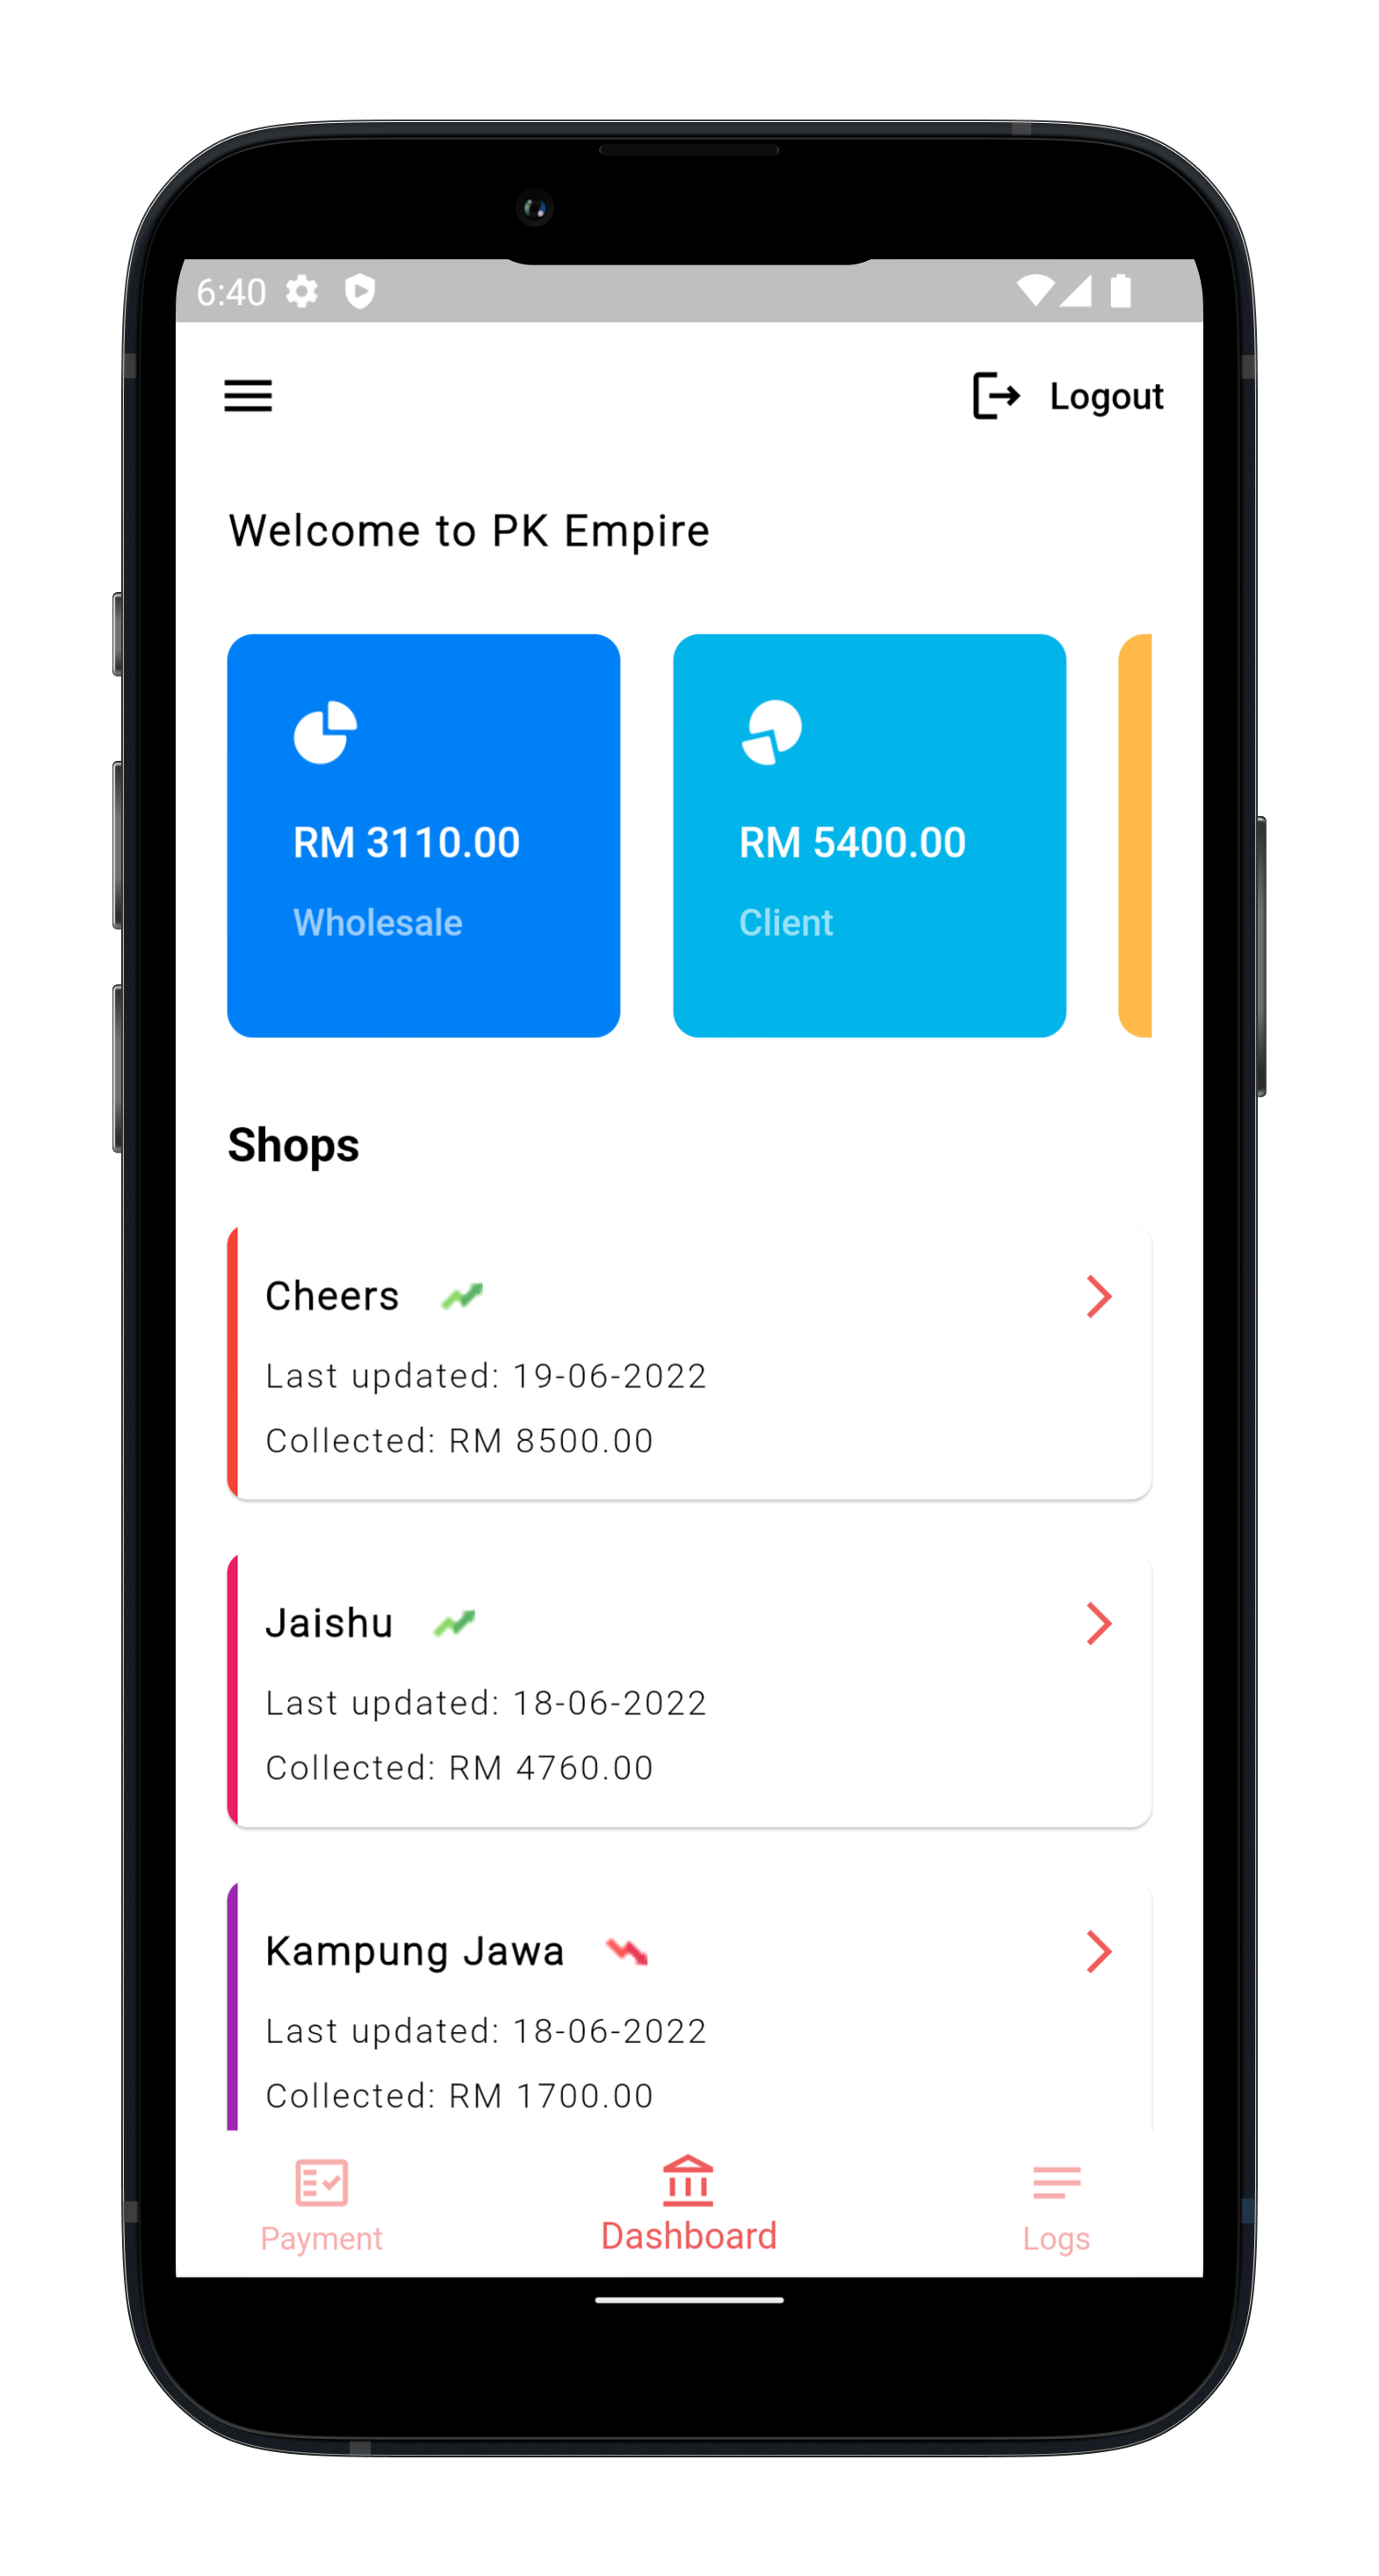 6:40
Logout
Welcome to PK Empire
RM 3110.00
Wholesale
RM 5400.00
Client
Shops
Cheers
Last updated: 19-06-2022
Collected: RM 8500.00
Jaishu
Last updated: 18-06-2022
Collected: RM 4760.00
Kampung Jawa
Last updated: 18-06-2022
Collected: RM 1700.00
Payment
Dashboard
Logs